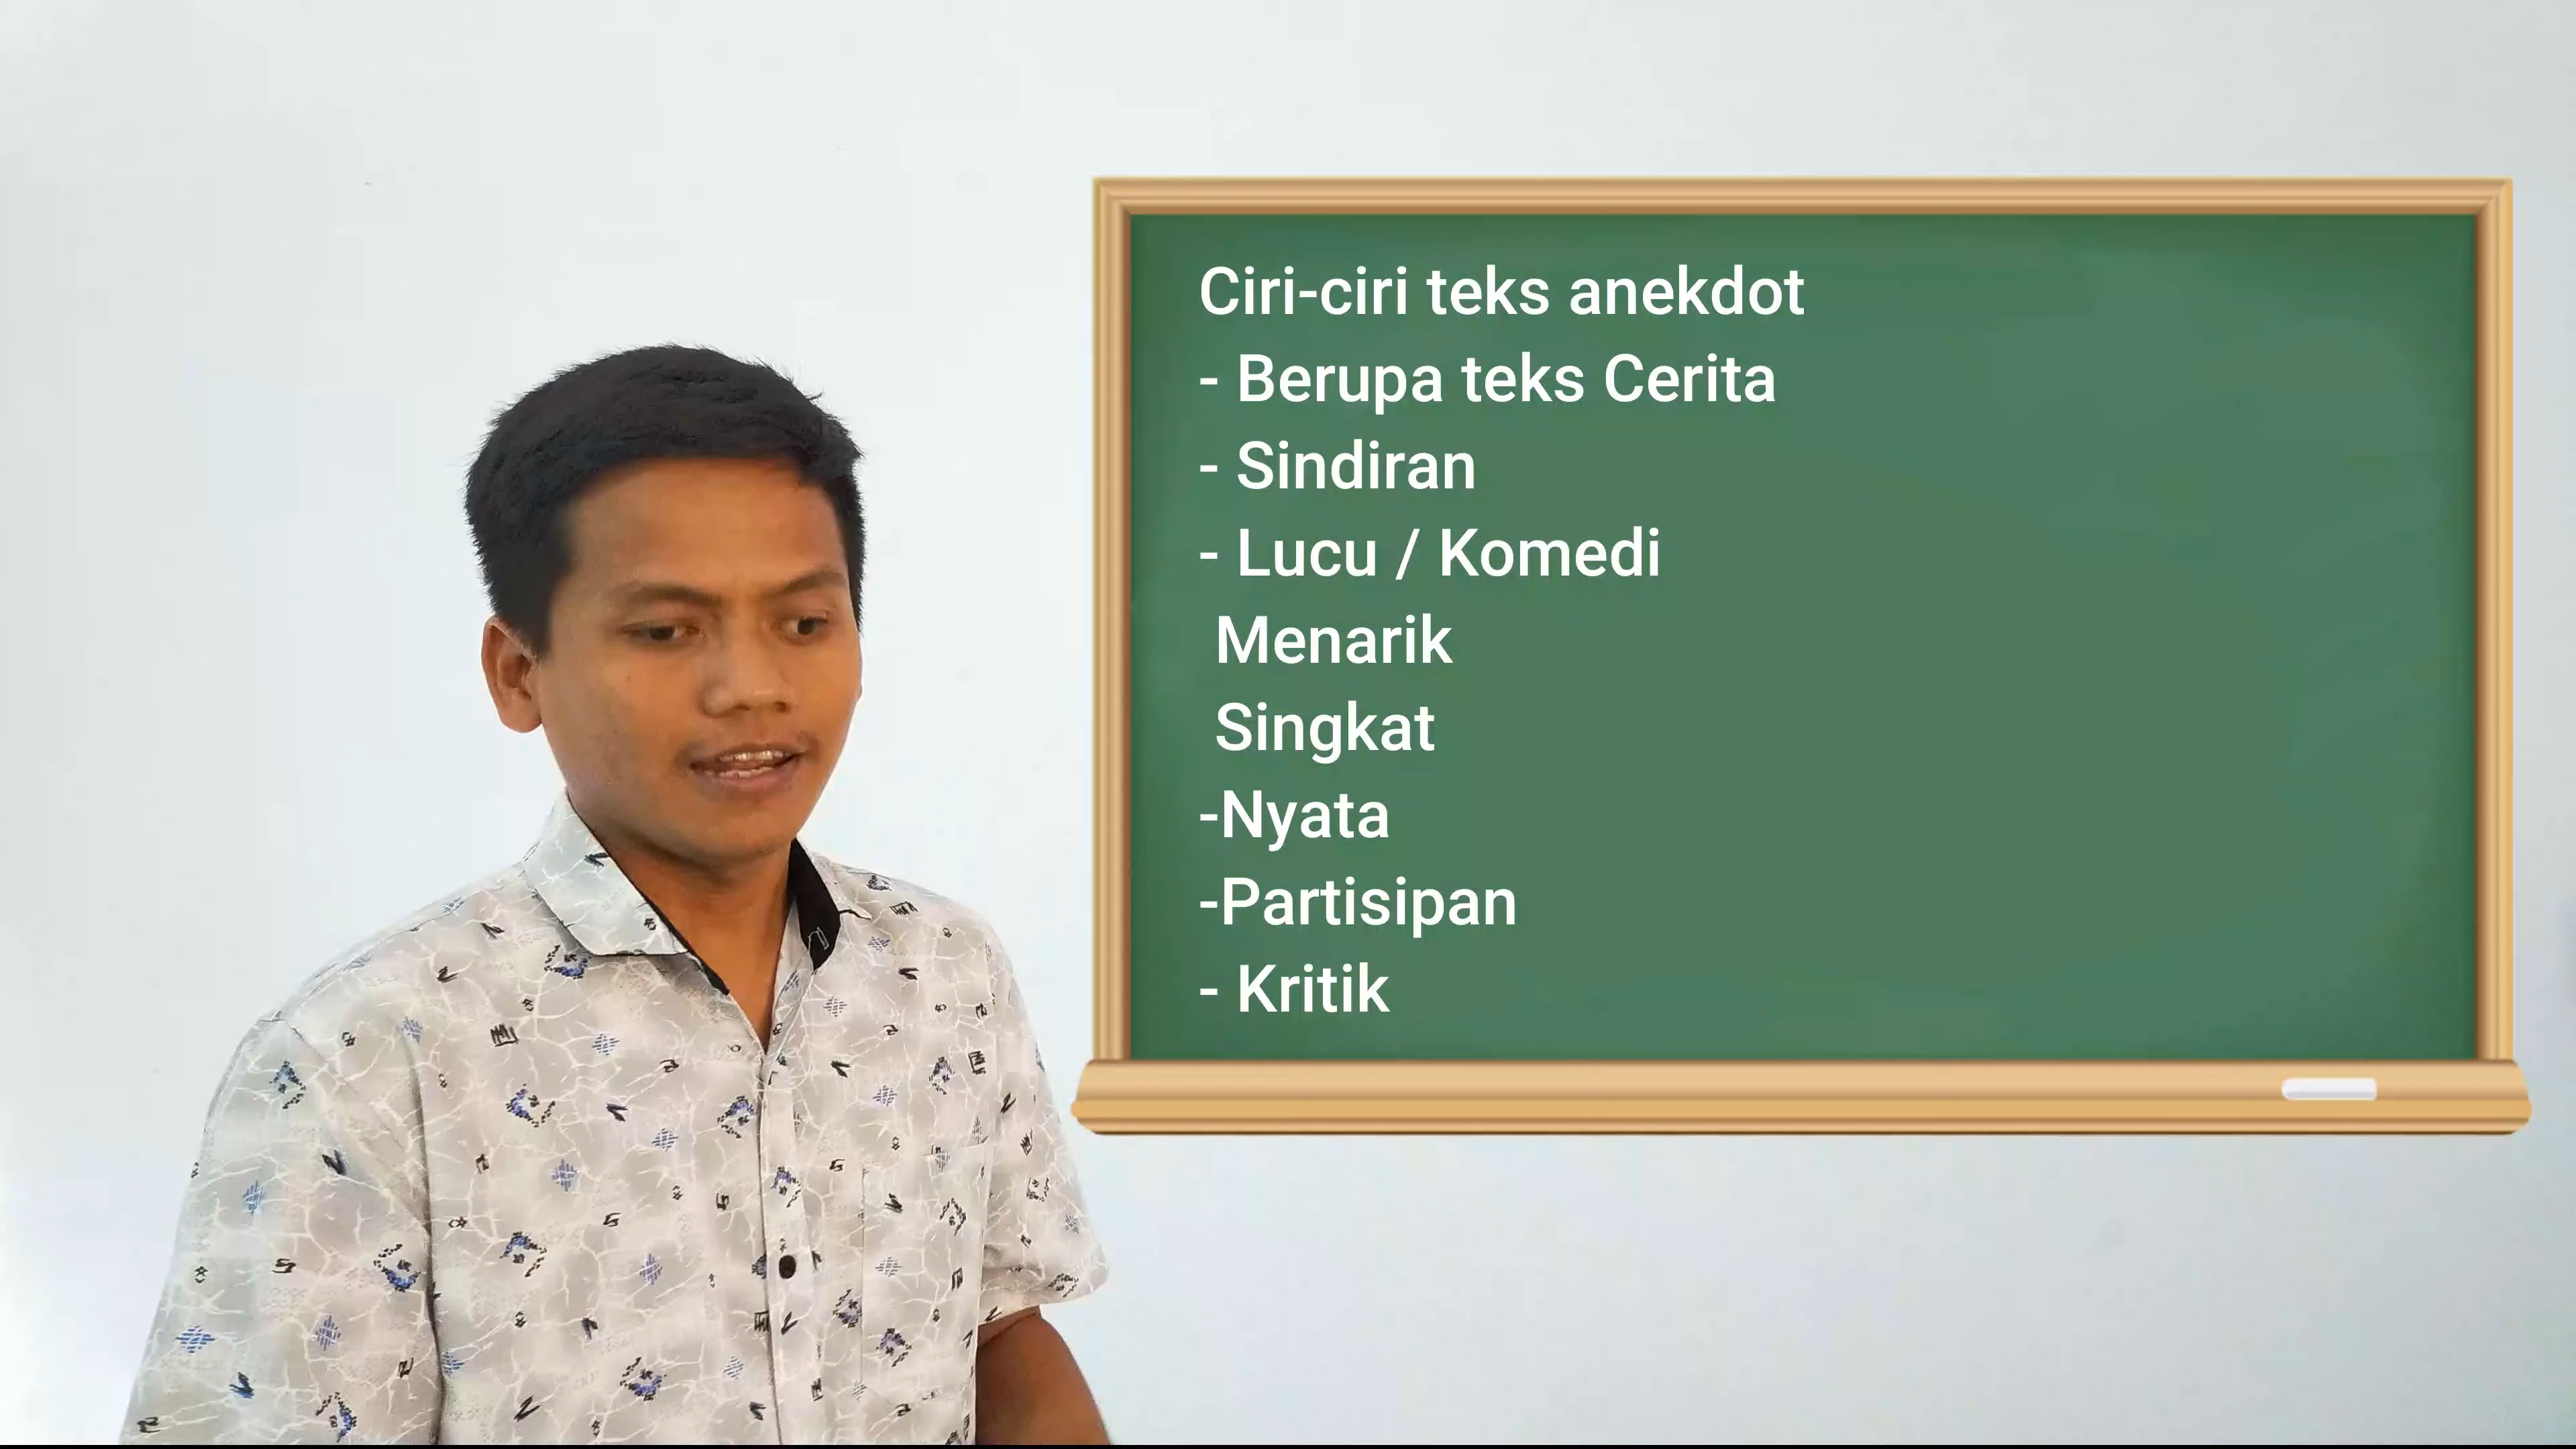 Ciri-ciri teks anekdot
- Berupa teks Cerita
- Sindiran
- Lucu / Komedi
Menarik
Singkat
-Nyata
-Partisipan
- Kritik